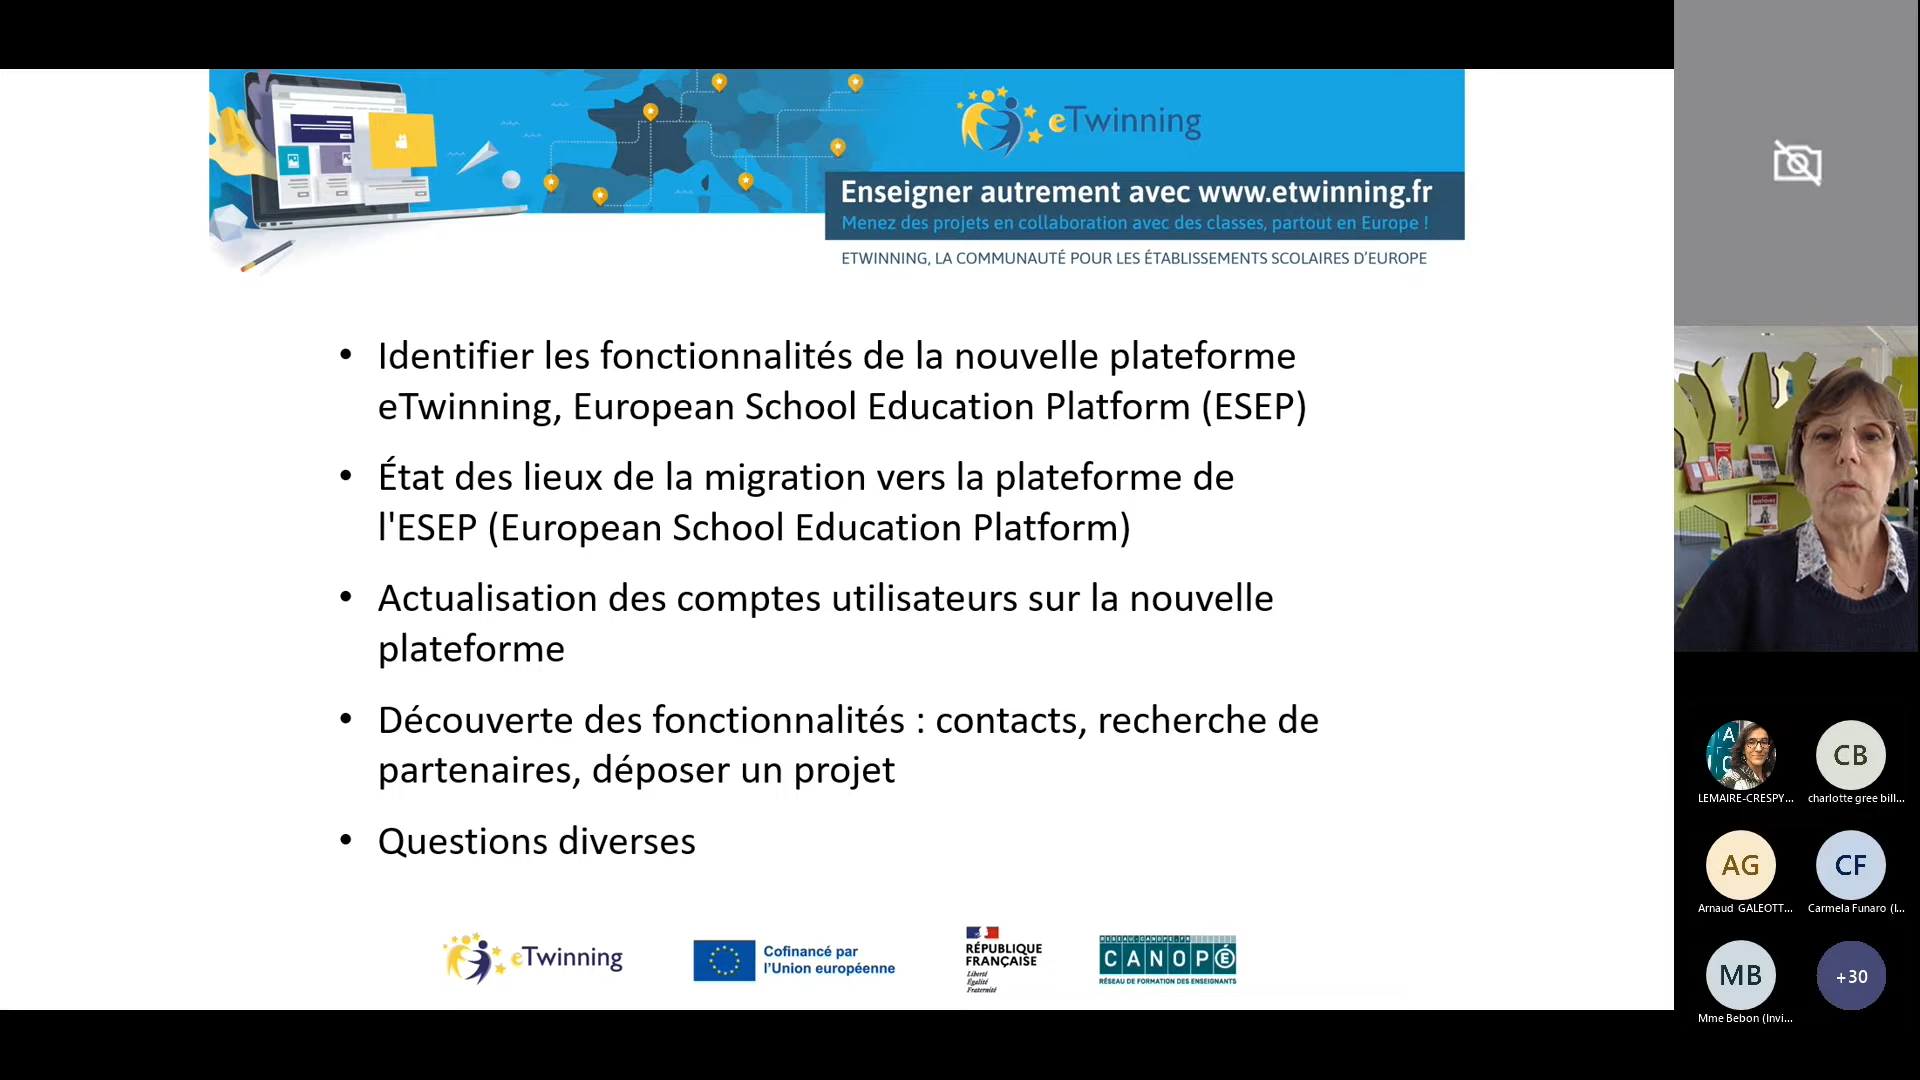 eTwinning
Enseigner autrement avec www.etwinning.fr
Menez des projets en collaboration avec des classes, partout en Europe !
ETWINNING, LA COMMUNAUTÉ POUR LES ÉTABLISSEMENTS SCOLAIRES D'EUROPE
• Identifier les fonctionnalités de la nouvelle plateforme
eTwinning, European School Education Platform (ESEP)
• État des lieux de la migration vers la plateforme de
l'ESEP (European School Education Platform)
• Actualisation des comptes utilisateurs sur la nouvelle
plateforme
• Découverte des fonctionnalités : contacts, recherche de
partenaires, déposer un projet
• Questions diverses
eTwinning
Cofinancé par
l'Union européenne
RÉPUBLIQUE
FRANÇAISE
Liberté
Égalité
Fraternité
CANOPÉ
RÉSEAU DE FORMATION DES ENSEIGNANTS
LEMAIRE-CRESPY...
CB
charlotte gree bill...
AG
Arnaud GALEOTT...
CF
Carmela Funaro (I...
MB
Mme Bebon (Invi...
+30